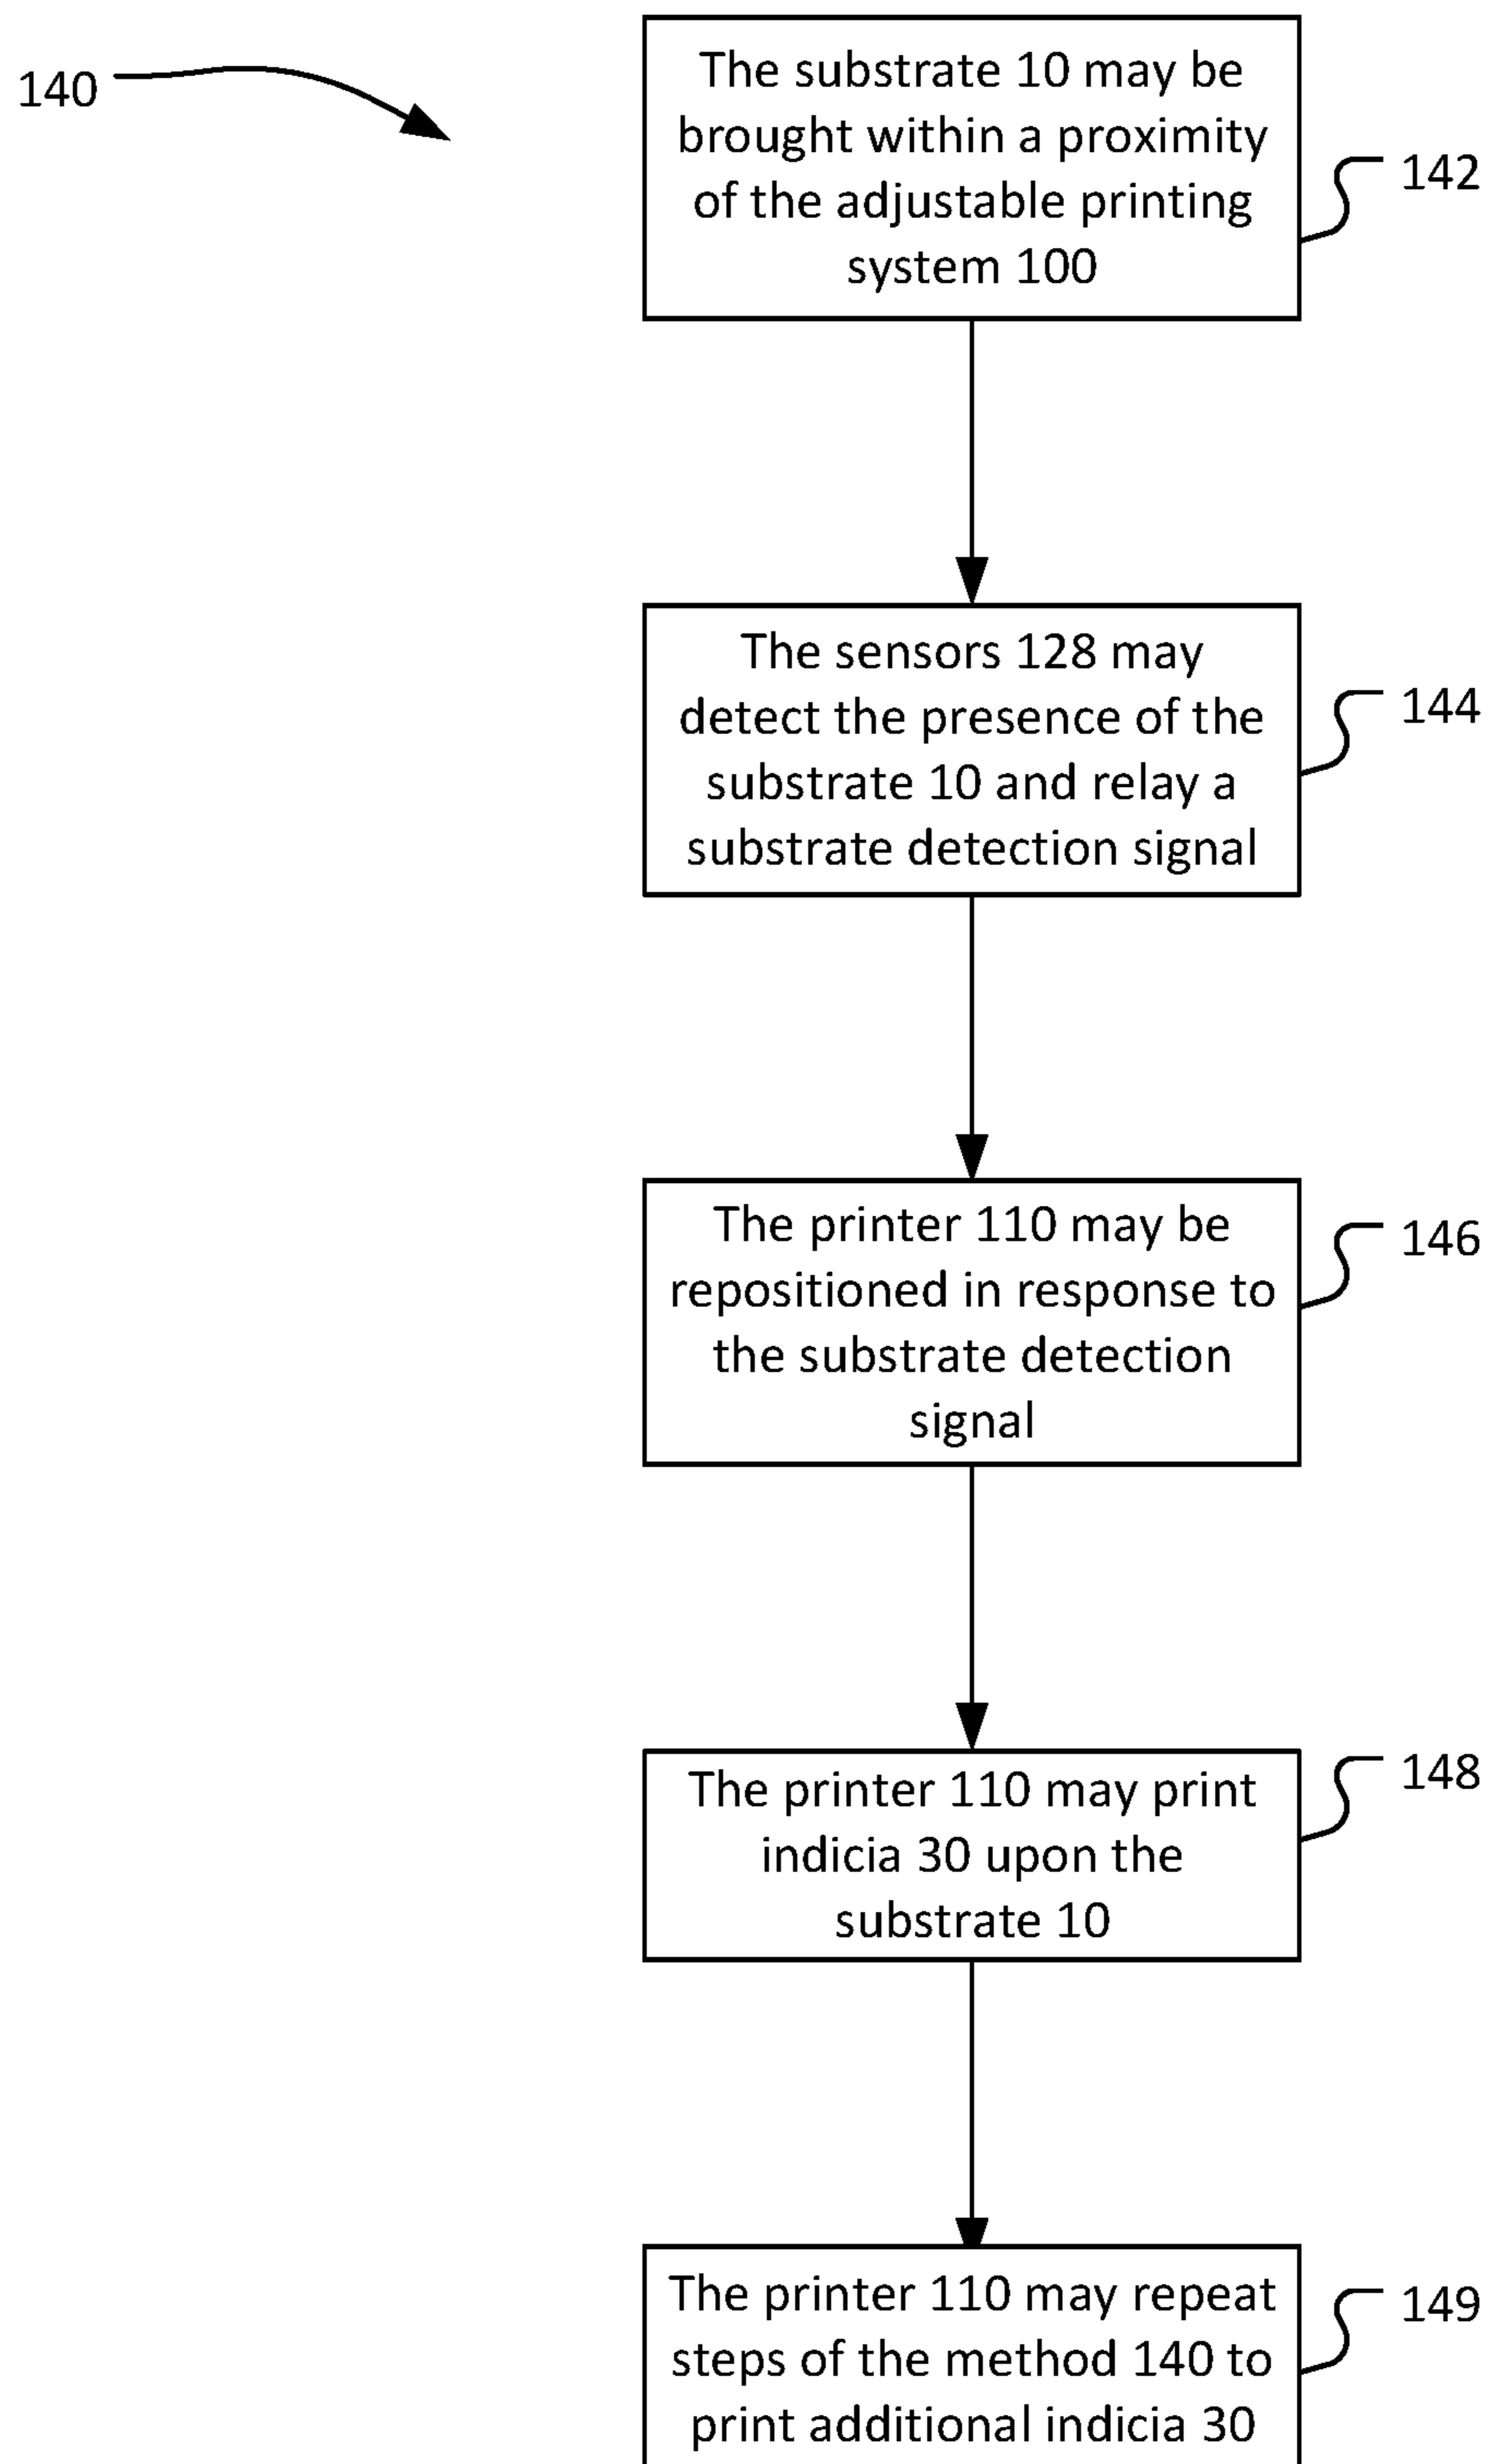 140
The substrate 10 may be
brought within a proximity
of the adjustable printing
system 100
142
The sensors 128 may
detect the presence of the
substrate 10 and relay a
substrate detection signal
144
The printer 110 may be
repositioned in response to
the substrate detection
signal
146
The printer 110 may print
indicia 30 upon the
substrate 10
148
The printer 110 may repeat
steps of the method 140 to
print additional indicia 30
149